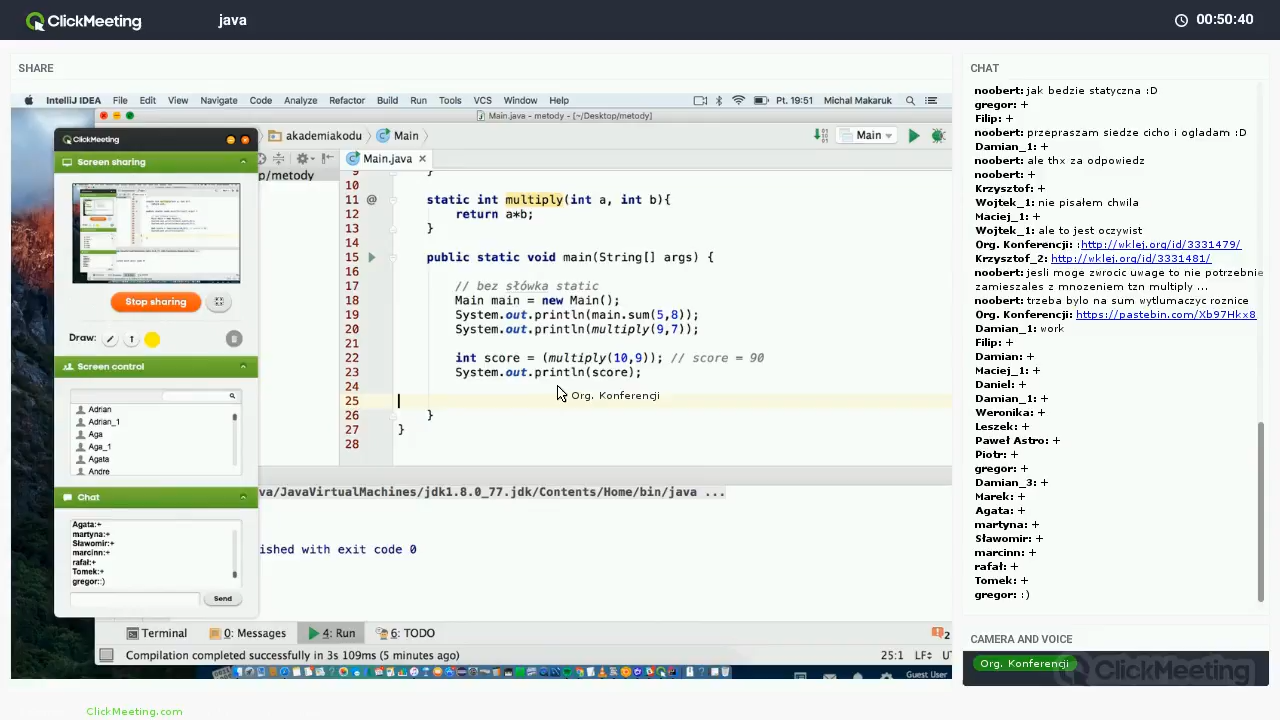 ClickMeeting
java
00:50:40
SHARE
IntelliJ IDEA File Edit View Navigate Code Analyze Refactor Build Run Tools VCS Window Help
Pt. 19:51 Michal Makaruk
Main.java - metody - [~/Desktop/metody]
akademiakodu Main
Main
Main.java
p/metody
9 }
10
11 @ static int multiply(int a, int b){
12 return a*b;
13 }
14
15 public static void main(String[] args) {
16
17 // bez słówka static
18 Main main = new Main();
19 System.out.println(main.sum(5,8));
20 System.out.println(multiply(9,7));
21
22 int score = (multiply(10,9)); // score = 90
23 System.out.println(score);
24
25
26 }
27 }
28
Org. Konferencji
va/JavaVirtualMachines/jdk1.8.0_77.jdk/Contents/Home/bin/java ...
ished with exit code 0
Terminal 0: Messages 4: Run 6: TODO
2
Compilation completed successfully in 3s 109ms (5 minutes ago)
25:1 LF
Guest User
ClickMeeting
Screen sharing
Stop sharing
Draw:
Screen control
Adrian
Adrian_1
Aga
Aga_1
Agata
Andre
Chat
Agata:+
martyna:+
Sławomir:+
marcinn:+
rafał:+
Tomek:+
gregor:)
Send
CHAT
noobert: jak bedzie statyczna :D
gregor: +
Filip: +
noobert: przepraszam siedze cicho i ogladam :D
Damian_1: +
noobert: ale thx za odpowiedz
noobert: +
Krzysztof: +
Wojtek_1: nie pisałem chwila
Maciej_1: +
Wojtek_1: ale to jest oczywist
Org. Konferencji: :http://wklej.org/id/3331479/
Krzysztof_2: http://wklej.org/id/3331481/
noobert: jesli moge zwrocic uwage to nie potrzebnie
zamieszales z mnozeniem tzn multiply ...
noobert: trzeba bylo na sum wytlumaczyc roznice
Org. Konferencji: https://pastebin.com/Xb97Hkx8
Damian_1: work
Filip: +
Damian: +
Maciej_1: +
Daniel: +
Damian_1: +
Weronika: +
Leszek: +
Paweł Astro: +
Piotr: +
gregor: +
Damian_3: +
Marek: +
Agata: +
martyna: +
Sławomir: +
marcinn: +
rafał: +
Tomek: +
gregor: :)
CAMERA AND VOICE
Org. Konferencji
ClickMeeting
ClickMeeting.com